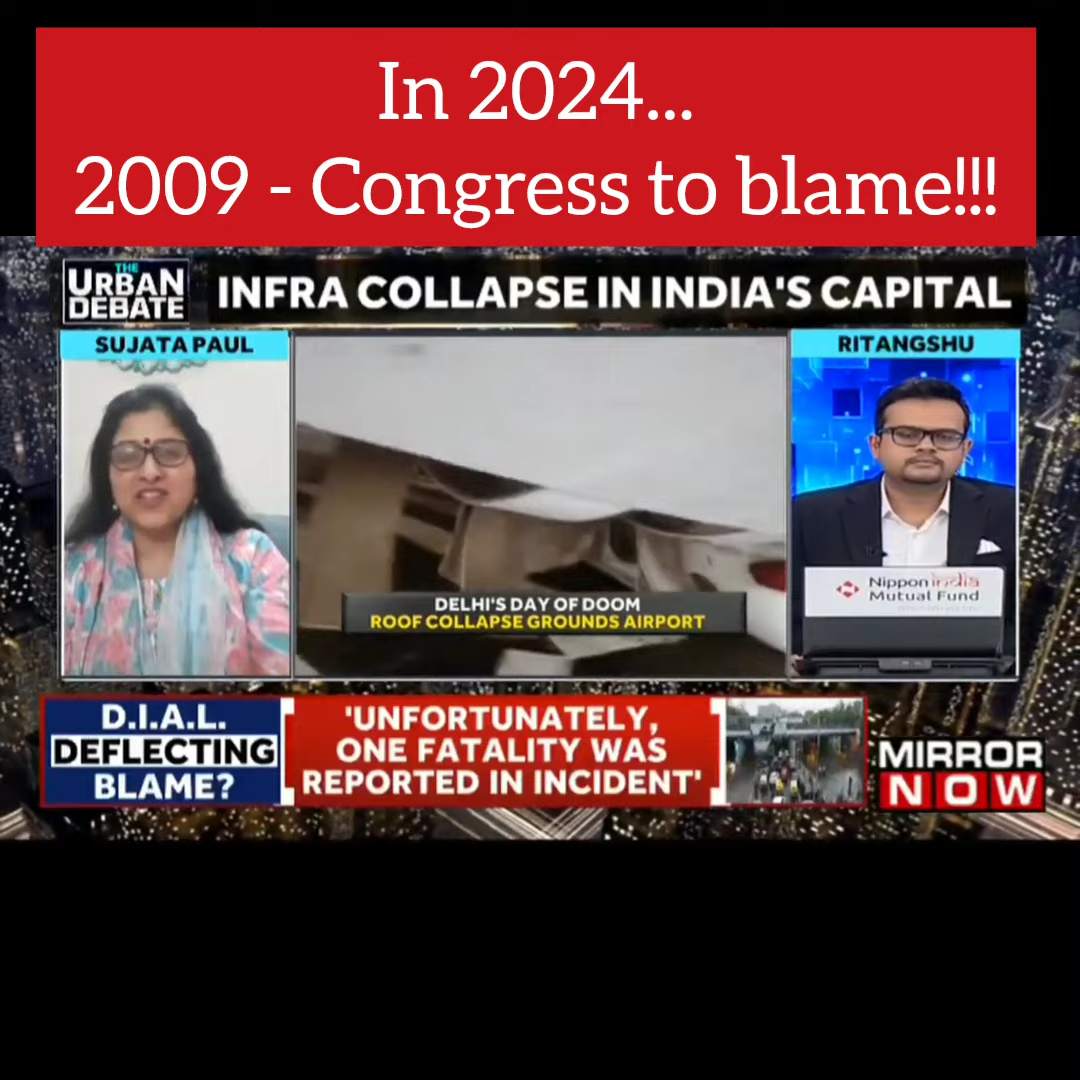 In 2024...
2009 - Congress to blame!!!
THE
URBAN
DEBATE
INFRA COLLAPSE IN INDIA'S CAPITAL
SUJATA PAUL
RITANGSHU
Nippon india
Mutual Fund
DELHI'S DAY OF DOOM
ROOF COLLAPSE GROUNDS AIRPORT
D.I.A.L.
DEFLECTING
BLAME?
'UNFORTUNATELY,
ONE FATALITY WAS
REPORTED IN INCIDENT'
MIRROR
NOW